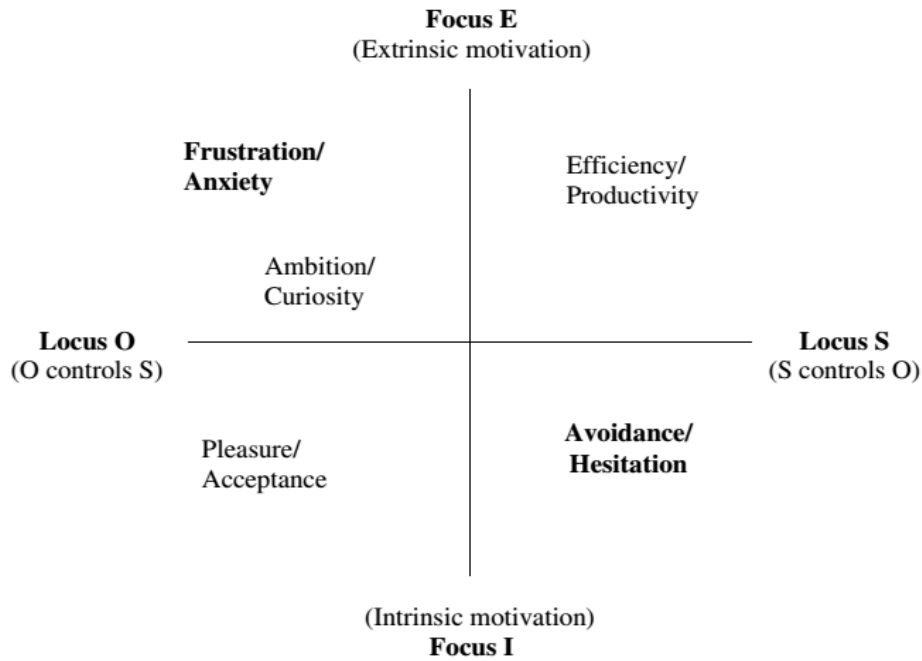 Focus E
(Extrinsic motivation)
Frustration/
Anxiety
Efficiency/
Productivity
Ambition/
Curiosity
Locus O
(O controls S)
Locus S
(S controls O)
Pleasure/
Acceptance
Avoidance/
Hesitation
(Intrinsic motivation)
Focus I